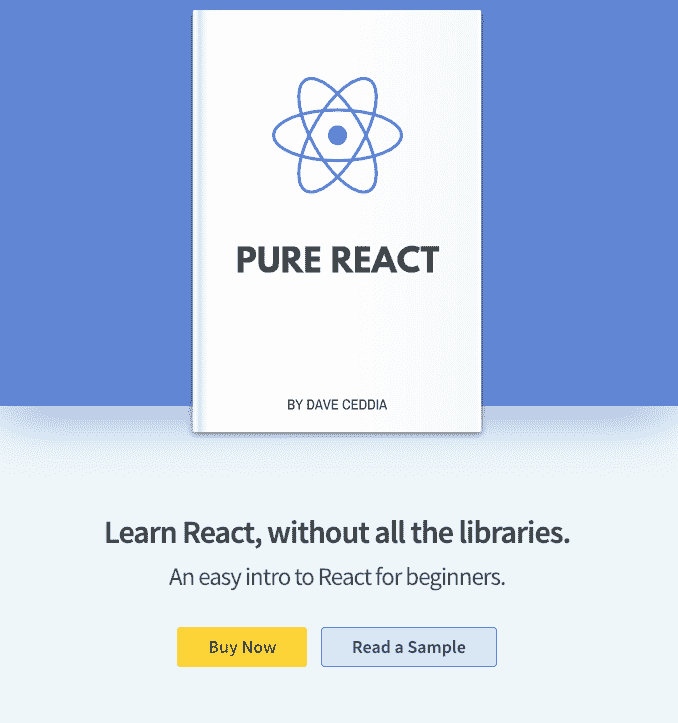 PURE REACT
BY DAVE CEDDIA
Learn React, without all the libraries.
An easy intro to React for beginners.
Buy Now
Read a Sample